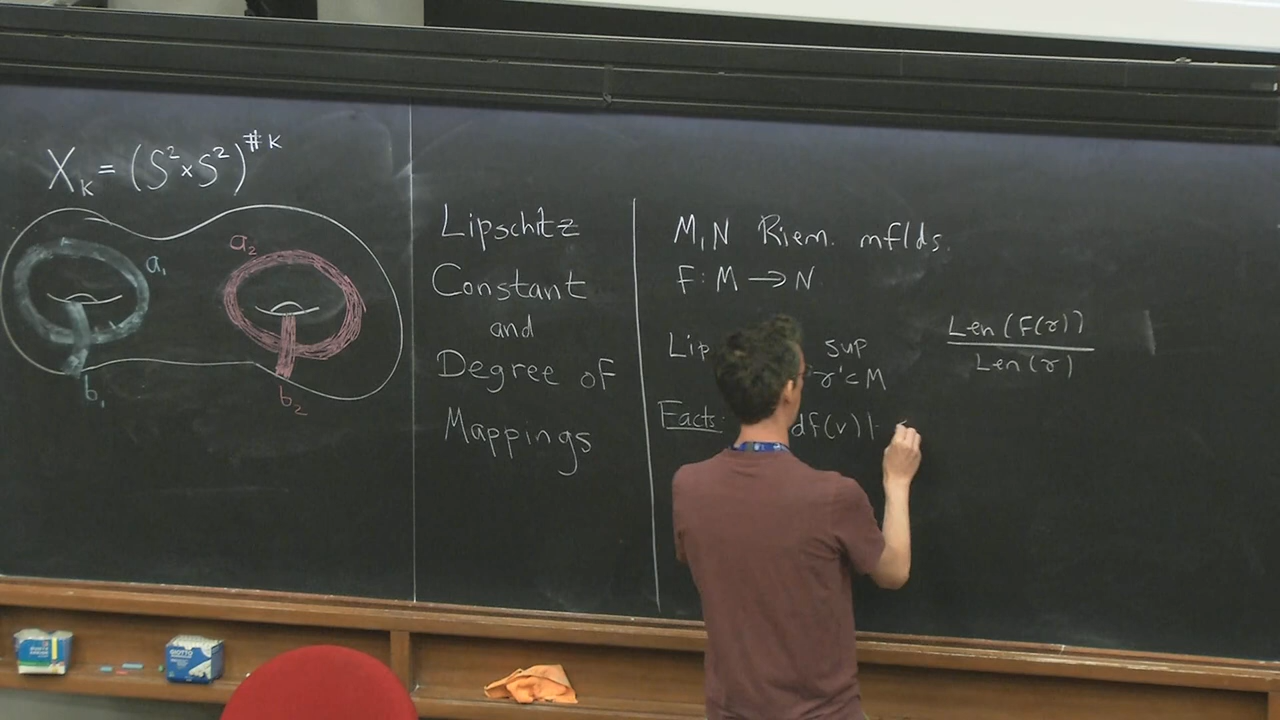 X_k = (S² × S²)^{#k}
a₁
a₂
b₁
b₂
Lipschitz
Constant
and
Degree of
Mappings
M, N Riem. mflds.
F: M → N
Lip sup Len(F(γ)) / Len(γ)
γ ⊂ M
Facts: df(v)|
GIOTTO